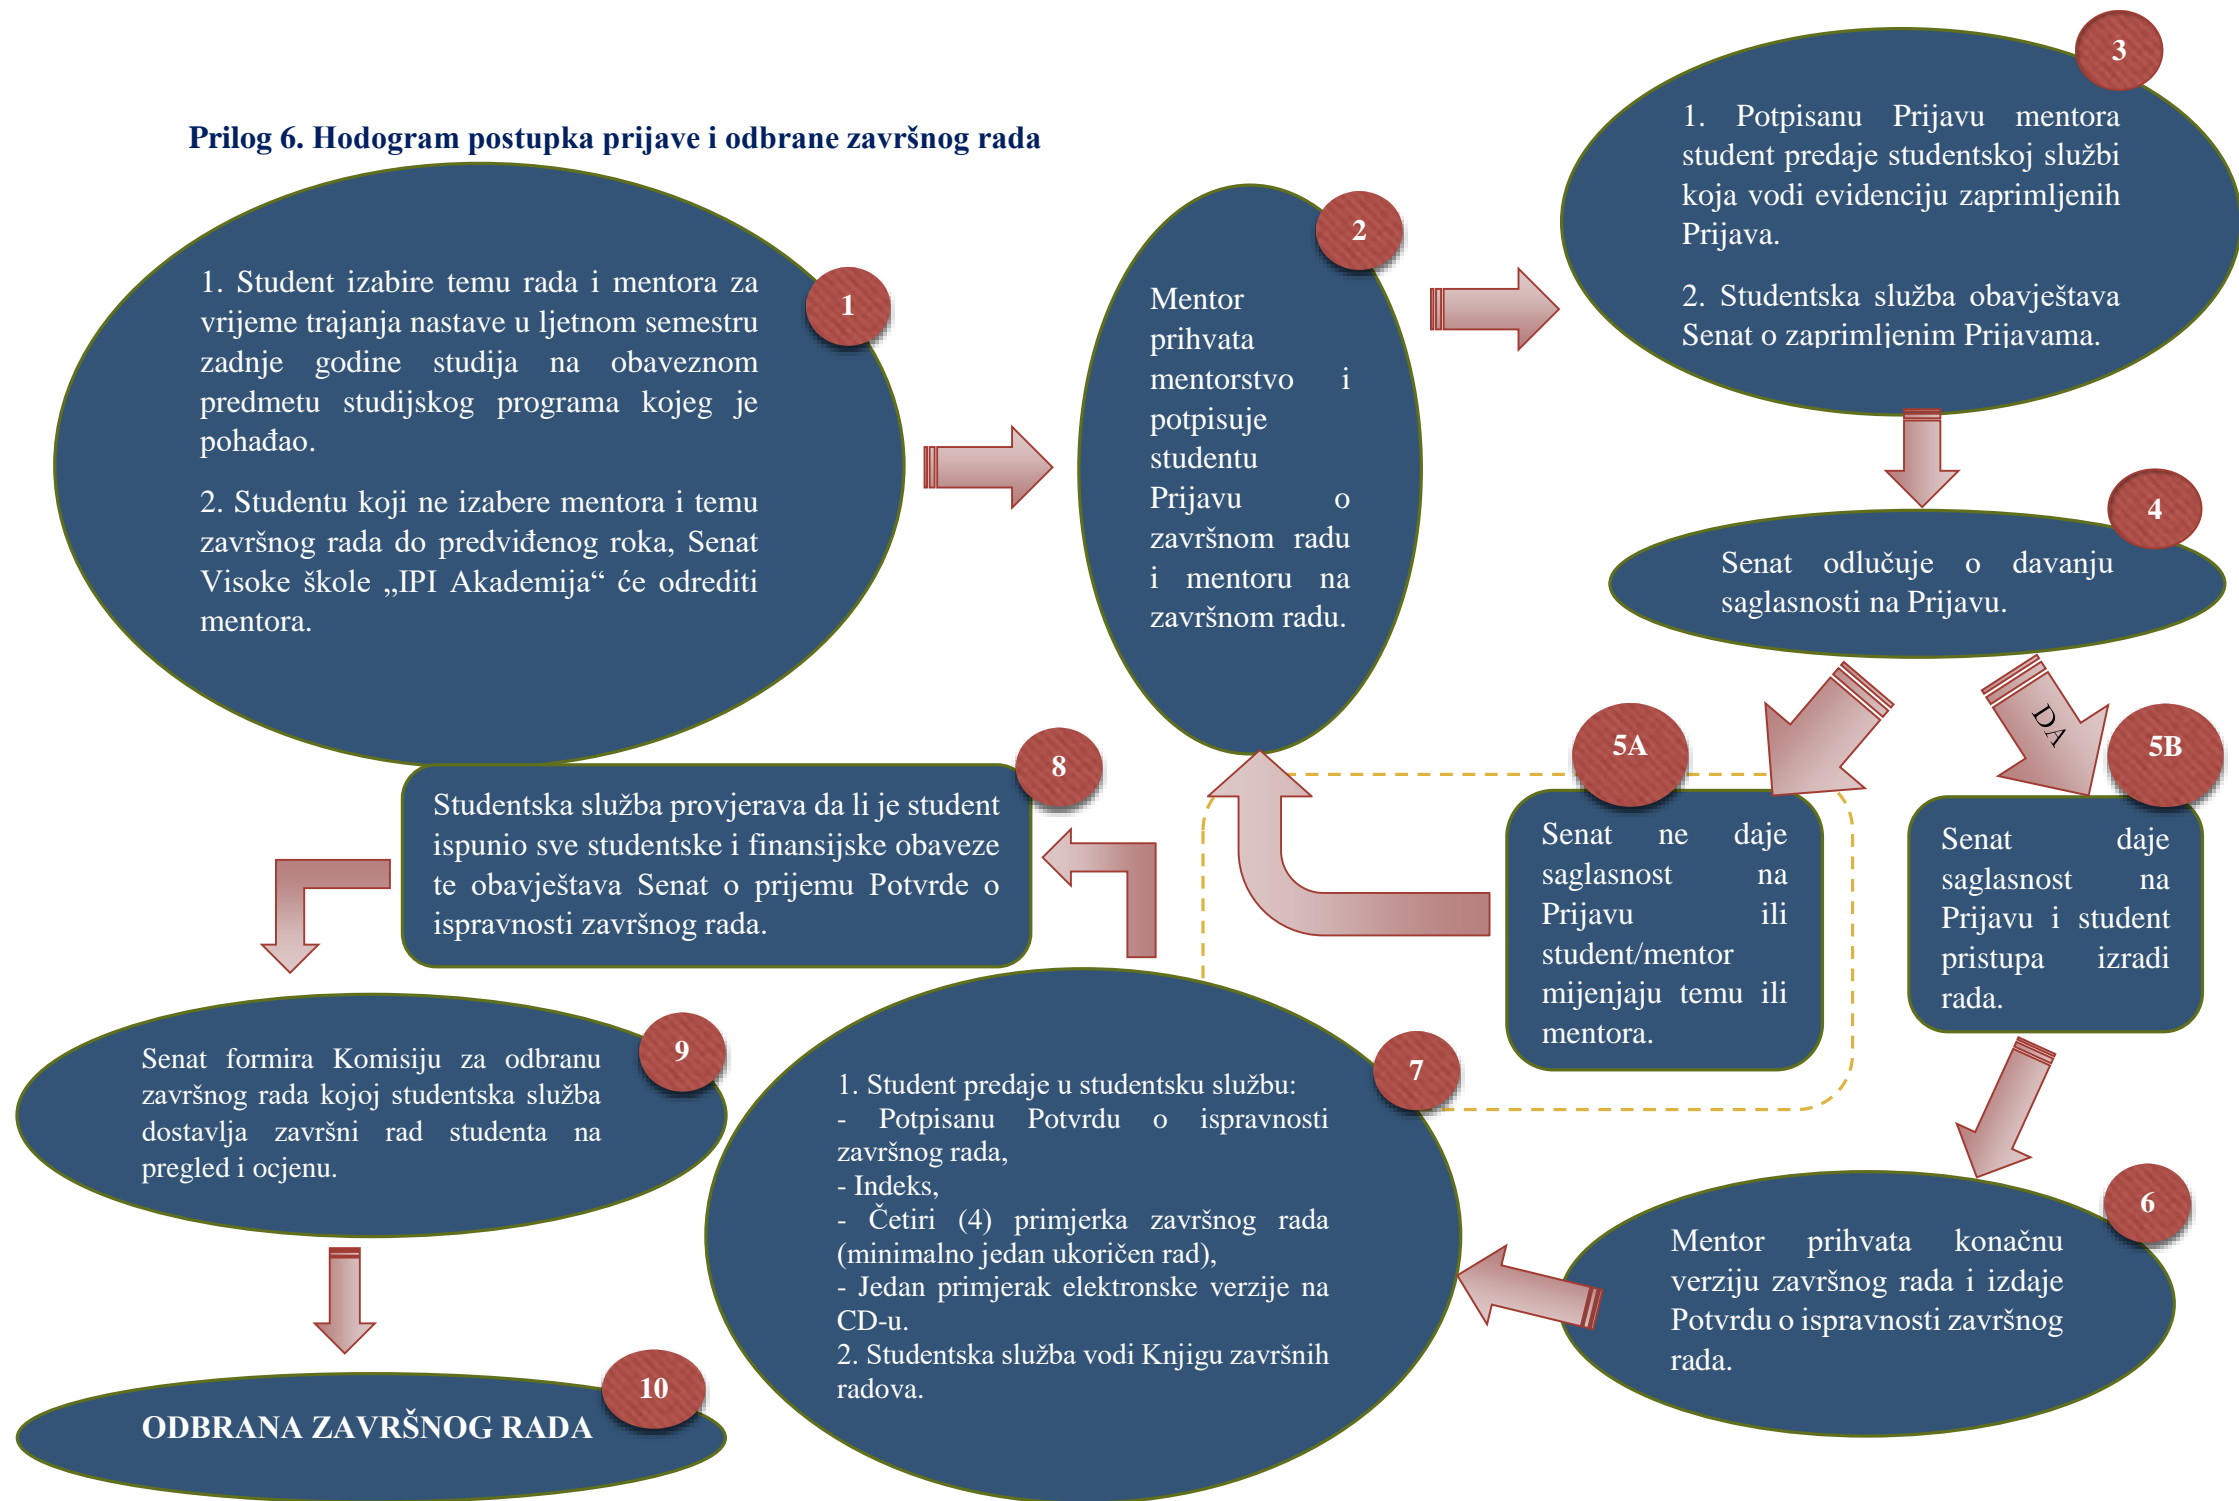 Prilog 6. Hodogram postupka prijave i odbrane završnog rada
1
1. Student izabire temu rada i mentora za
vrijeme trajanja nastave u ljetnom semestru
zadnje godine studija na obaveznom
predmetu studijskog programa kojeg je
pohađao.
2. Studentu koji ne izabere mentora i temu
završnog rada do predviđenog roka, Senat
Visoke škole „IPI Akademija“ će odrediti
mentora.
2
Mentor
prihvata
mentorstvo i
potpisuje
studentu
Prijavu o
završnom radu
i mentoru na
završnom radu.
3
1. Potpisanu Prijavu mentora
student predaje studentskoj službi
koja vodi evidenciju zaprimljenih
Prijava.
2. Studentska služba obavještava
Senat o zaprimljenim Prijavama.
4
Senat odlučuje o davanju
saglasnosti na Prijavu.
DA
5A
Senat ne daje
saglasnost na
Prijavu ili
student/mentor
mijenjaju temu ili
mentora.
5B
Senat daje
saglasnost na
Prijavu i student
pristupa izradi
rada.
6
Mentor prihvata konačnu
verziju završnog rada i izdaje
Potvrdu o ispravnosti završnog
rada.
7
1. Student predaje u studentsku službu:
- Potpisanu Potvrdu o ispravnosti
završnog rada,
- Indeks,
- Četiri (4) primjerka završnog rada
(minimalno jedan ukoričen rad),
- Jedan primjerak elektronske verzije na
CD-u.
2. Studentska služba vodi Knjigu završnih
radova.
8
Studentska služba provjerava da li je student
ispunio sve studentske i finansijske obaveze
te obavještava Senat o prijemu Potvrde o
ispravnosti završnog rada.
9
Senat formira Komisiju za odbranu
završnog rada kojoj studentska služba
dostavlja završni rad studenta na
pregled i ocjenu.
10
ODBRANA ZAVRŠNOG RADA